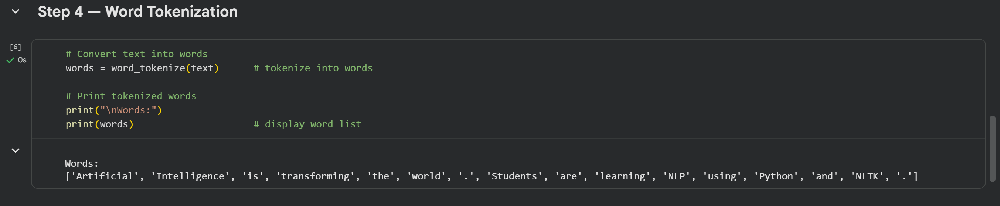 Step 4 — Word Tokenization
[6]
0s
# Convert text into words
words = word_tokenize(text)      # tokenize into words
# Print tokenized words
print("\nWords:")
print(words)                     # display word list
Words:
['Artificial', 'Intelligence', 'is', 'transforming', 'the', 'world', '.', 'Students', 'are', 'learning', 'NLP', 'using', 'Python', 'and', 'NLTK', '.']